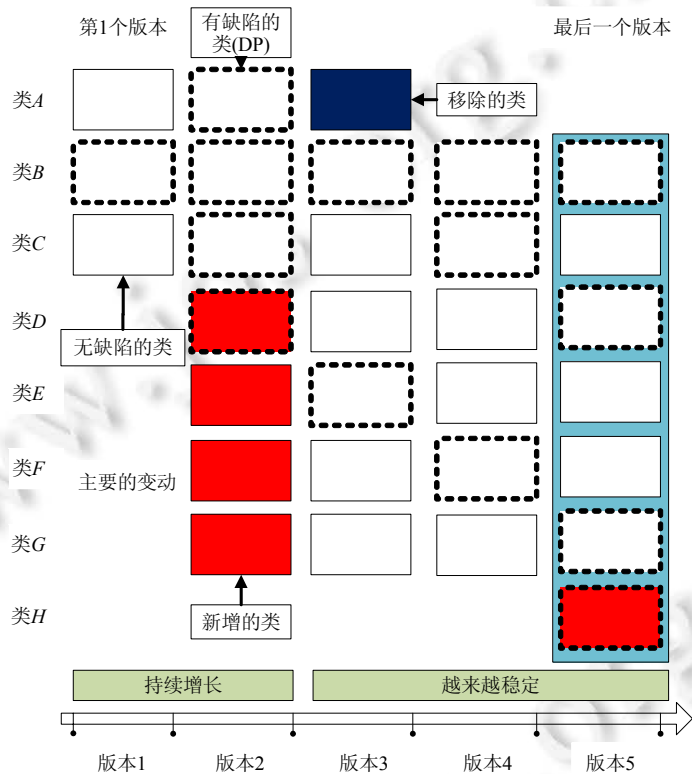 第1个版本
有缺陷的
类(DP)
最后一个版本
类A
移除的类
类B
类C
类D
无缺陷的类
类E
类F
主要的变动
类G
类H
新增的类
持续增长
越来越稳定
版本1
版本2
版本3
版本4
版本5